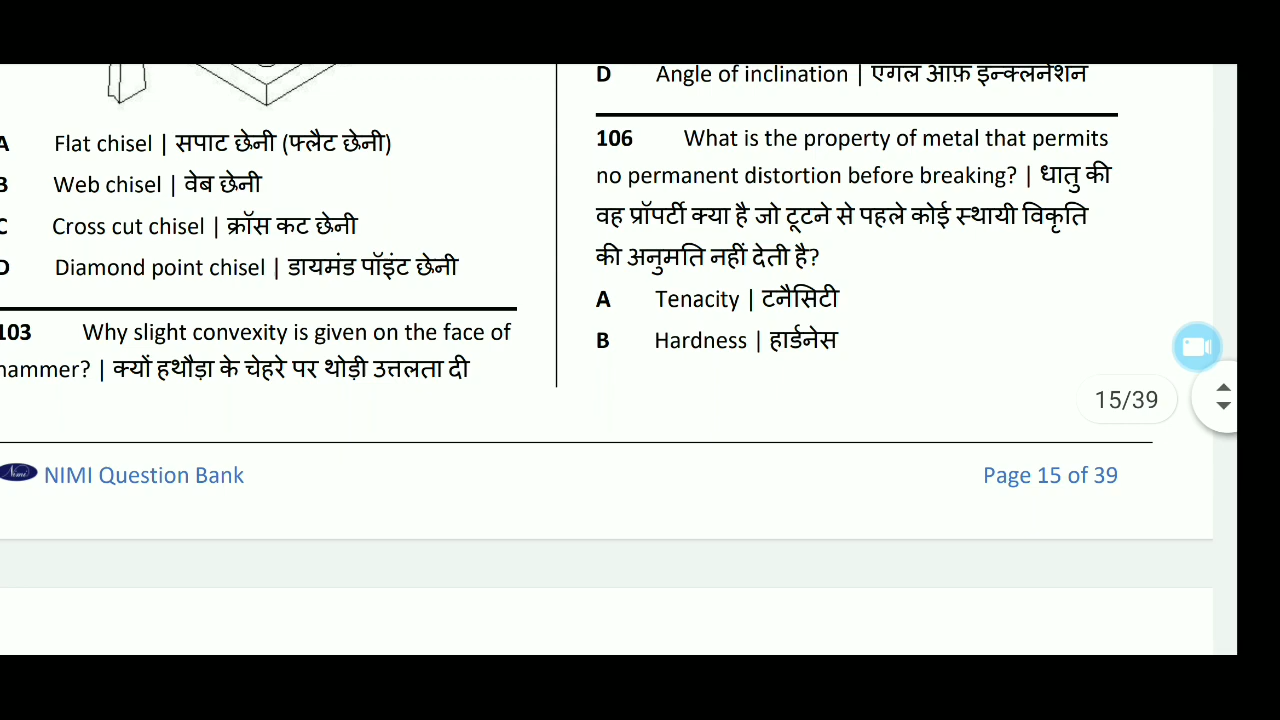 A Flat chisel | सपाट छेनी (फ्लैट छेनी)
B Web chisel | वेब छेनी
C Cross cut chisel | क्रॉस कट छेनी
D Diamond point chisel | डायमंड पॉइंट छेनी
103 Why slight convexity is given on the face of
hammer? | क्यों हथौड़ा के चेहरे पर थोड़ी उत्तलता दी
D Angle of inclination | एंगल ऑफ़ इन्क्लनेशन
106 What is the property of metal that permits
no permanent distortion before breaking? | धातु की
वह प्रॉपर्टी क्या है जो टूटने से पहले कोई स्थायी विकृति
की अनुमति नहीं देती है?
A Tenacity | टनैसिटी
B Hardness | हार्डनेस
15/39
Nimi NIMI Question Bank
Page 15 of 39